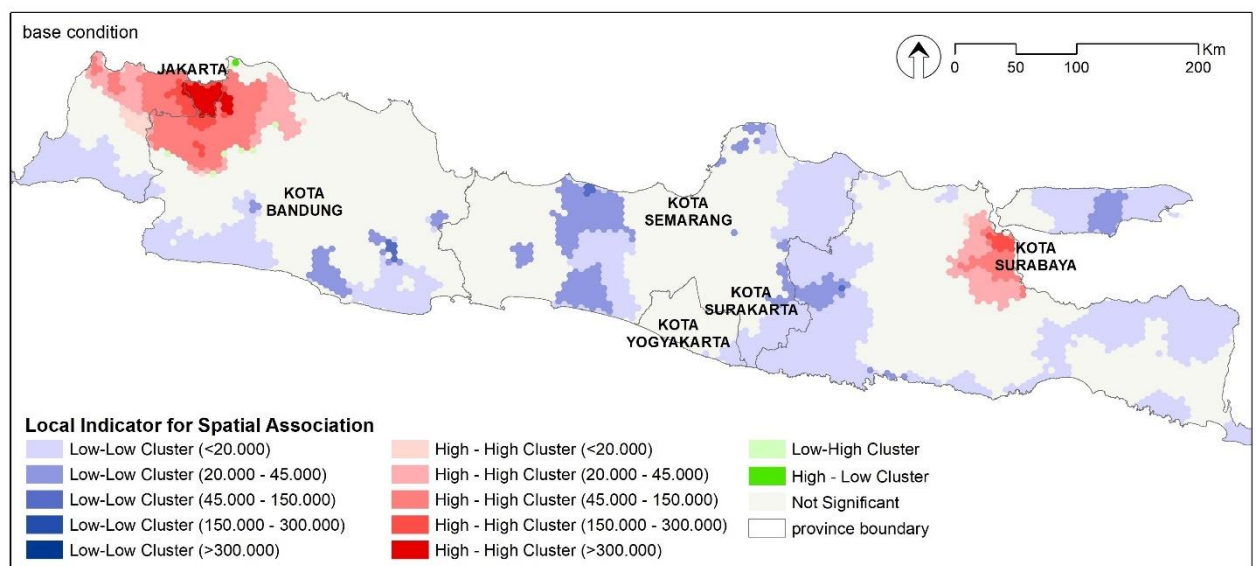 base condition
Km
0 50 100 200
JAKARTA
KOTA
BANDUNG
KOTA
SEMARANG
KOTA
SURABAYA
KOTA
SURAKARTA
KOTA
YOGYAKARTA
Local Indicator for Spatial Association
Low-Low Cluster (<20.000)
Low-Low Cluster (20.000 - 45.000)
Low-Low Cluster (45.000 - 150.000)
Low-Low Cluster (150.000 - 300.000)
Low-Low Cluster (>300.000)
High - High Cluster (<20.000)
High - High Cluster (20.000 - 45.000)
High - High Cluster (45.000 - 150.000)
High - High Cluster (150.000 - 300.000)
High - High Cluster (>300.000)
Low-High Cluster
High - Low Cluster
Not Significant
province boundary